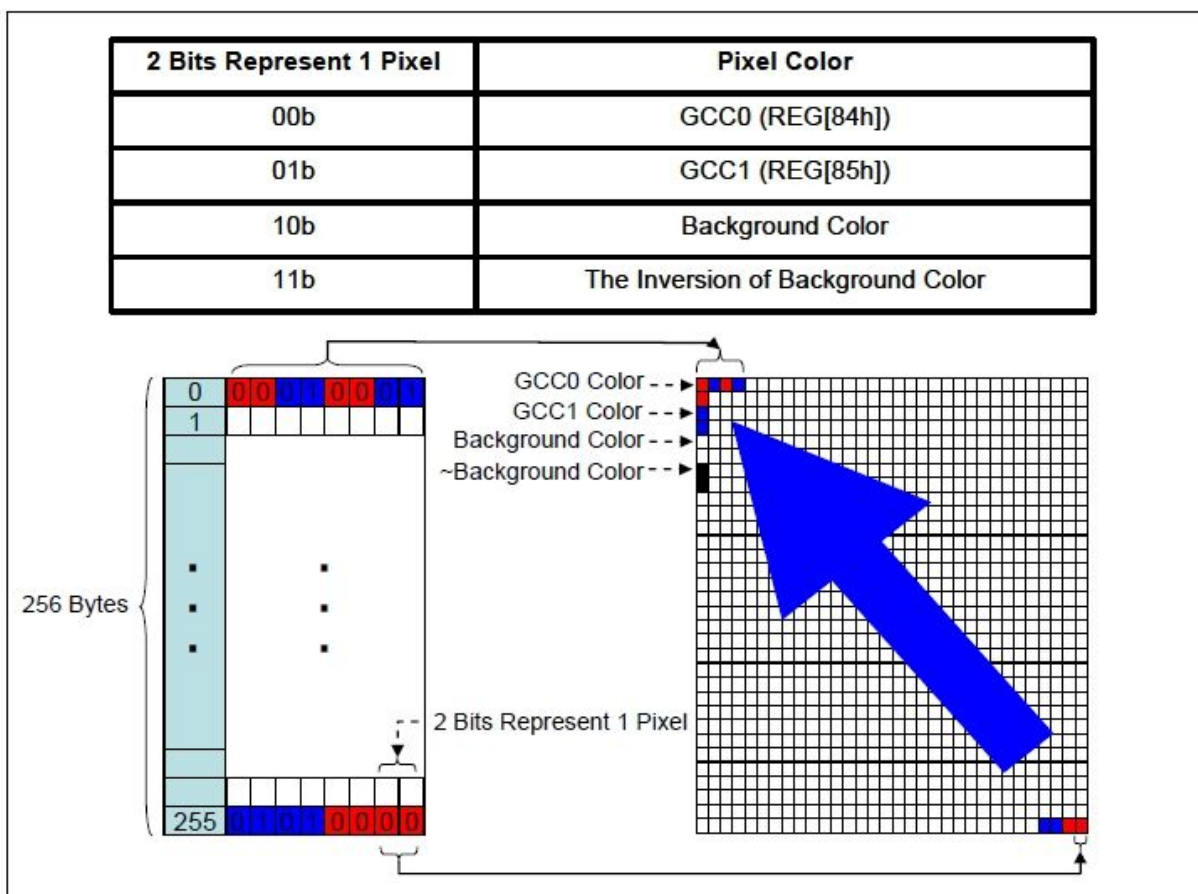 2 Bits Represent 1 Pixel Pixel Color
00b GCC0 (REG[84h])
01b GCC1 (REG[85h])
10b Background Color
11b The Inversion of Background Color
0 0 0 0 1 0 0 0 1
1
GCC0 Color
GCC1 Color
Background Color
~Background Color
256 Bytes
2 Bits Represent 1 Pixel
255 0 1 0 1 0 0 0 0